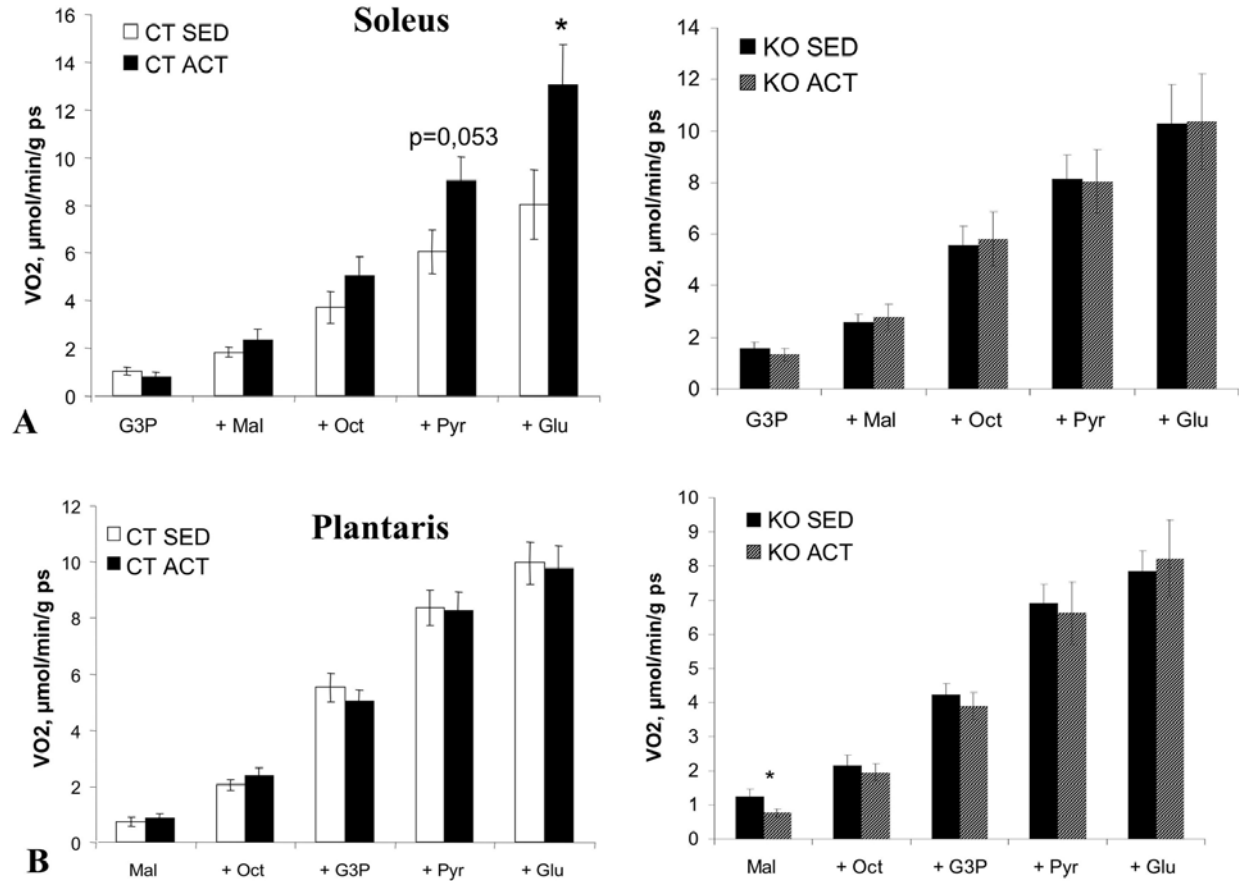 Soleus
CT SED
CT ACT
*
p=0,053
VO2, µmol/min/g ps
16
14
12
10
8
6
4
2
0
G3P + Mal + Oct + Pyr + Glu
A
KO SED
KO ACT
VO2, µmol/min/g ps
14
12
10
8
6
4
2
0
G3P + Mal + Oct + Pyr + Glu
Plantaris
CT SED
CT ACT
VO2, µmol/min/g ps
12
10
8
6
4
2
0
Mal + Oct + G3P + Pyr + Glu
B
KO SED
KO ACT
*
VO2, µmol/min/g ps
10
9
8
7
6
5
4
3
2
1
0
Mal + Oct + G3P + Pyr + Glu